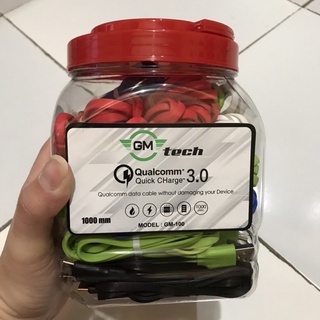 GM
tech
Qualcomm
Quick CHarge 3.0
Qualcomm data cable without damaging your Device
1000 mm
MODEL: GM-100